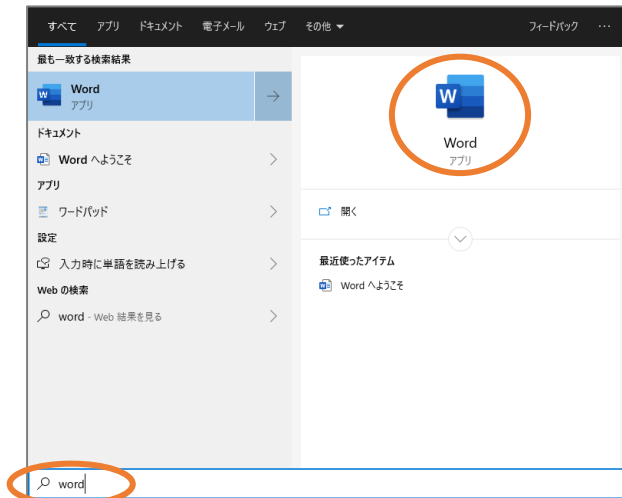 すべて アプリ ドキュメント 電子メール ウェブ その他 フィードバック ...
最も一致する検索結果
Word
アプリ
ドキュメント
Word へようこそ
アプリ
ワードパッド
設定
入力時に単語を読み上げる
Web の検索
word - Web 結果を見る
W
Word
アプリ
開く
最近使ったアイテム
Word へようこそ
word